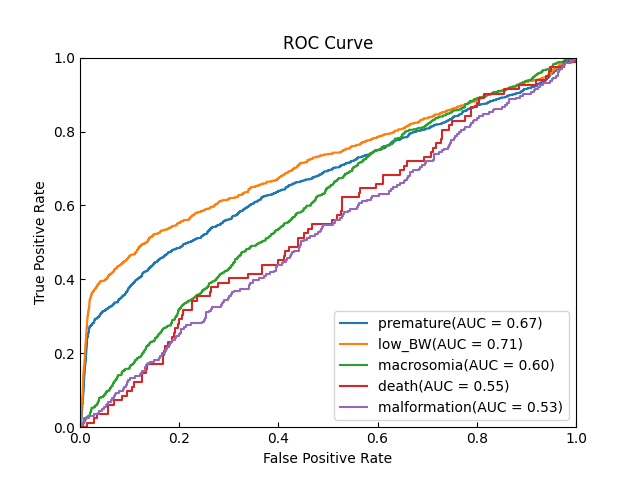 ROC Curve
True Positive Rate
1.0
0.8
0.6
0.4
0.2
0.0
premature(AUC = 0.67)
low_BW(AUC = 0.71)
macrosomia(AUC = 0.60)
death(AUC = 0.55)
malformation(AUC = 0.53)
0.0 0.2 0.4 0.6 0.8 1.0
False Positive Rate